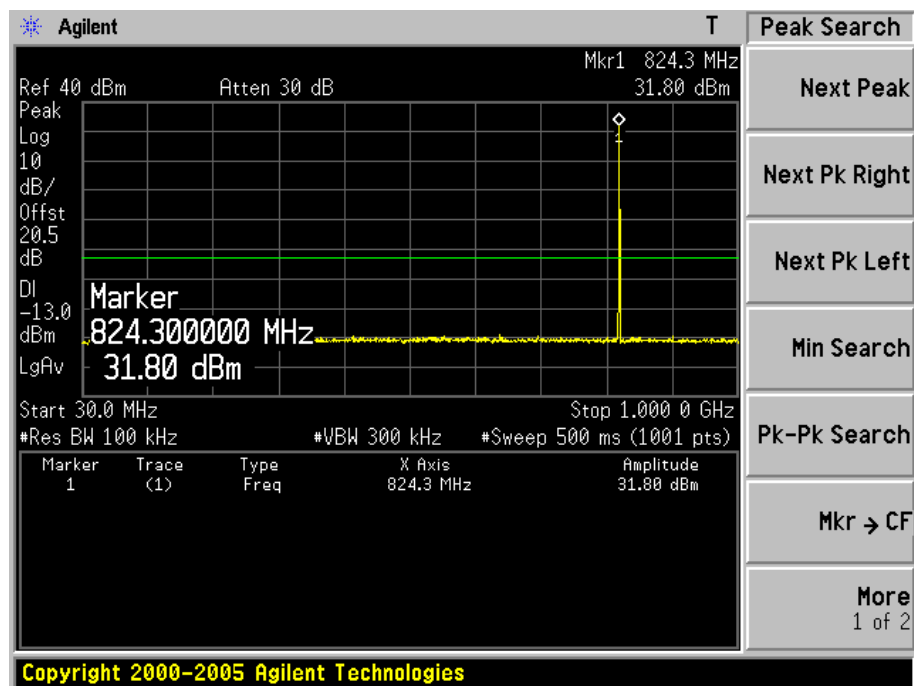 Agilent T Peak Search
Mkr1 824.3 MHz
Ref 40 dBm Atten 30 dB 31.80 dBm
Peak
Log
10
dB/
Offst
20.5
dB
DI
-13.0
dBm
LgAv
1
Marker
824.300000 MHz
31.80 dBm
Start 30.0 MHz Stop 1.000 0 GHz
#Res BW 100 kHz #VBW 300 kHz #Sweep 500 ms (1001 pts)
Marker Trace Type X Axis Amplitude
1 (1) Freq 824.3 MHz 31.80 dBm
Next Peak
Next Pk Right
Next Pk Left
Min Search
Pk-Pk Search
Mkr → CF
More
1 of 2
Copyright 2000-2005 Agilent Technologies